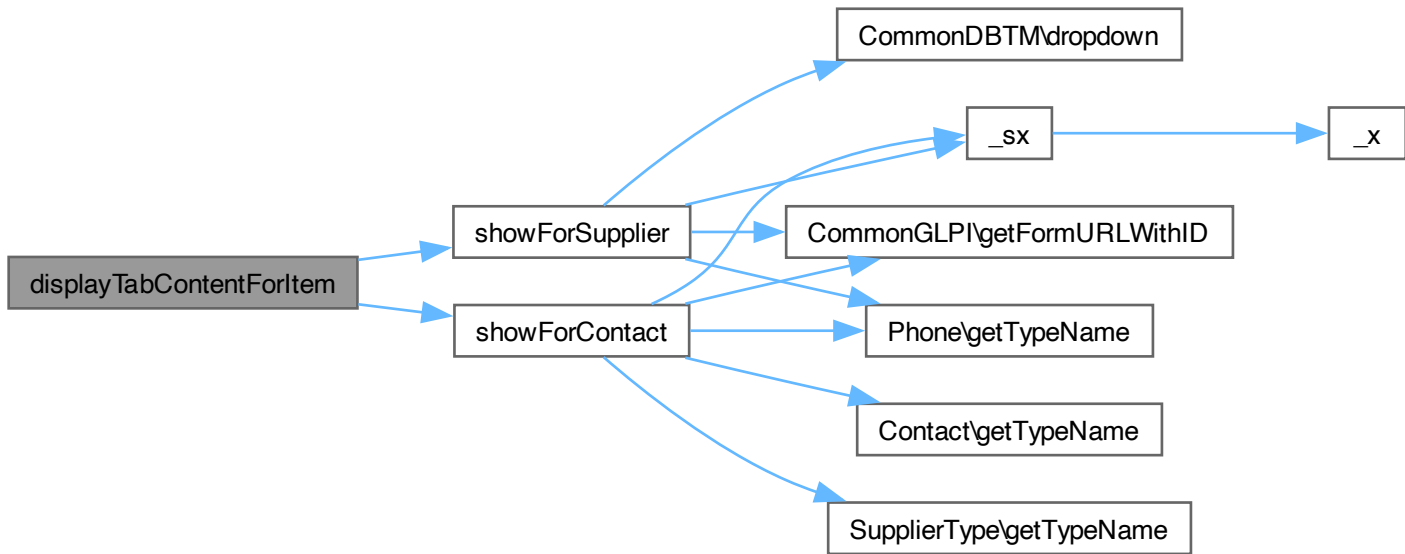 CommonDBTM\dropdown
_sx
_x
showForSupplier
CommonGLPI\getFormURLWithID
displayTabContentForItem
showForContact
Phone\getTypeName
Contact\getTypeName
SupplierType\getTypeName